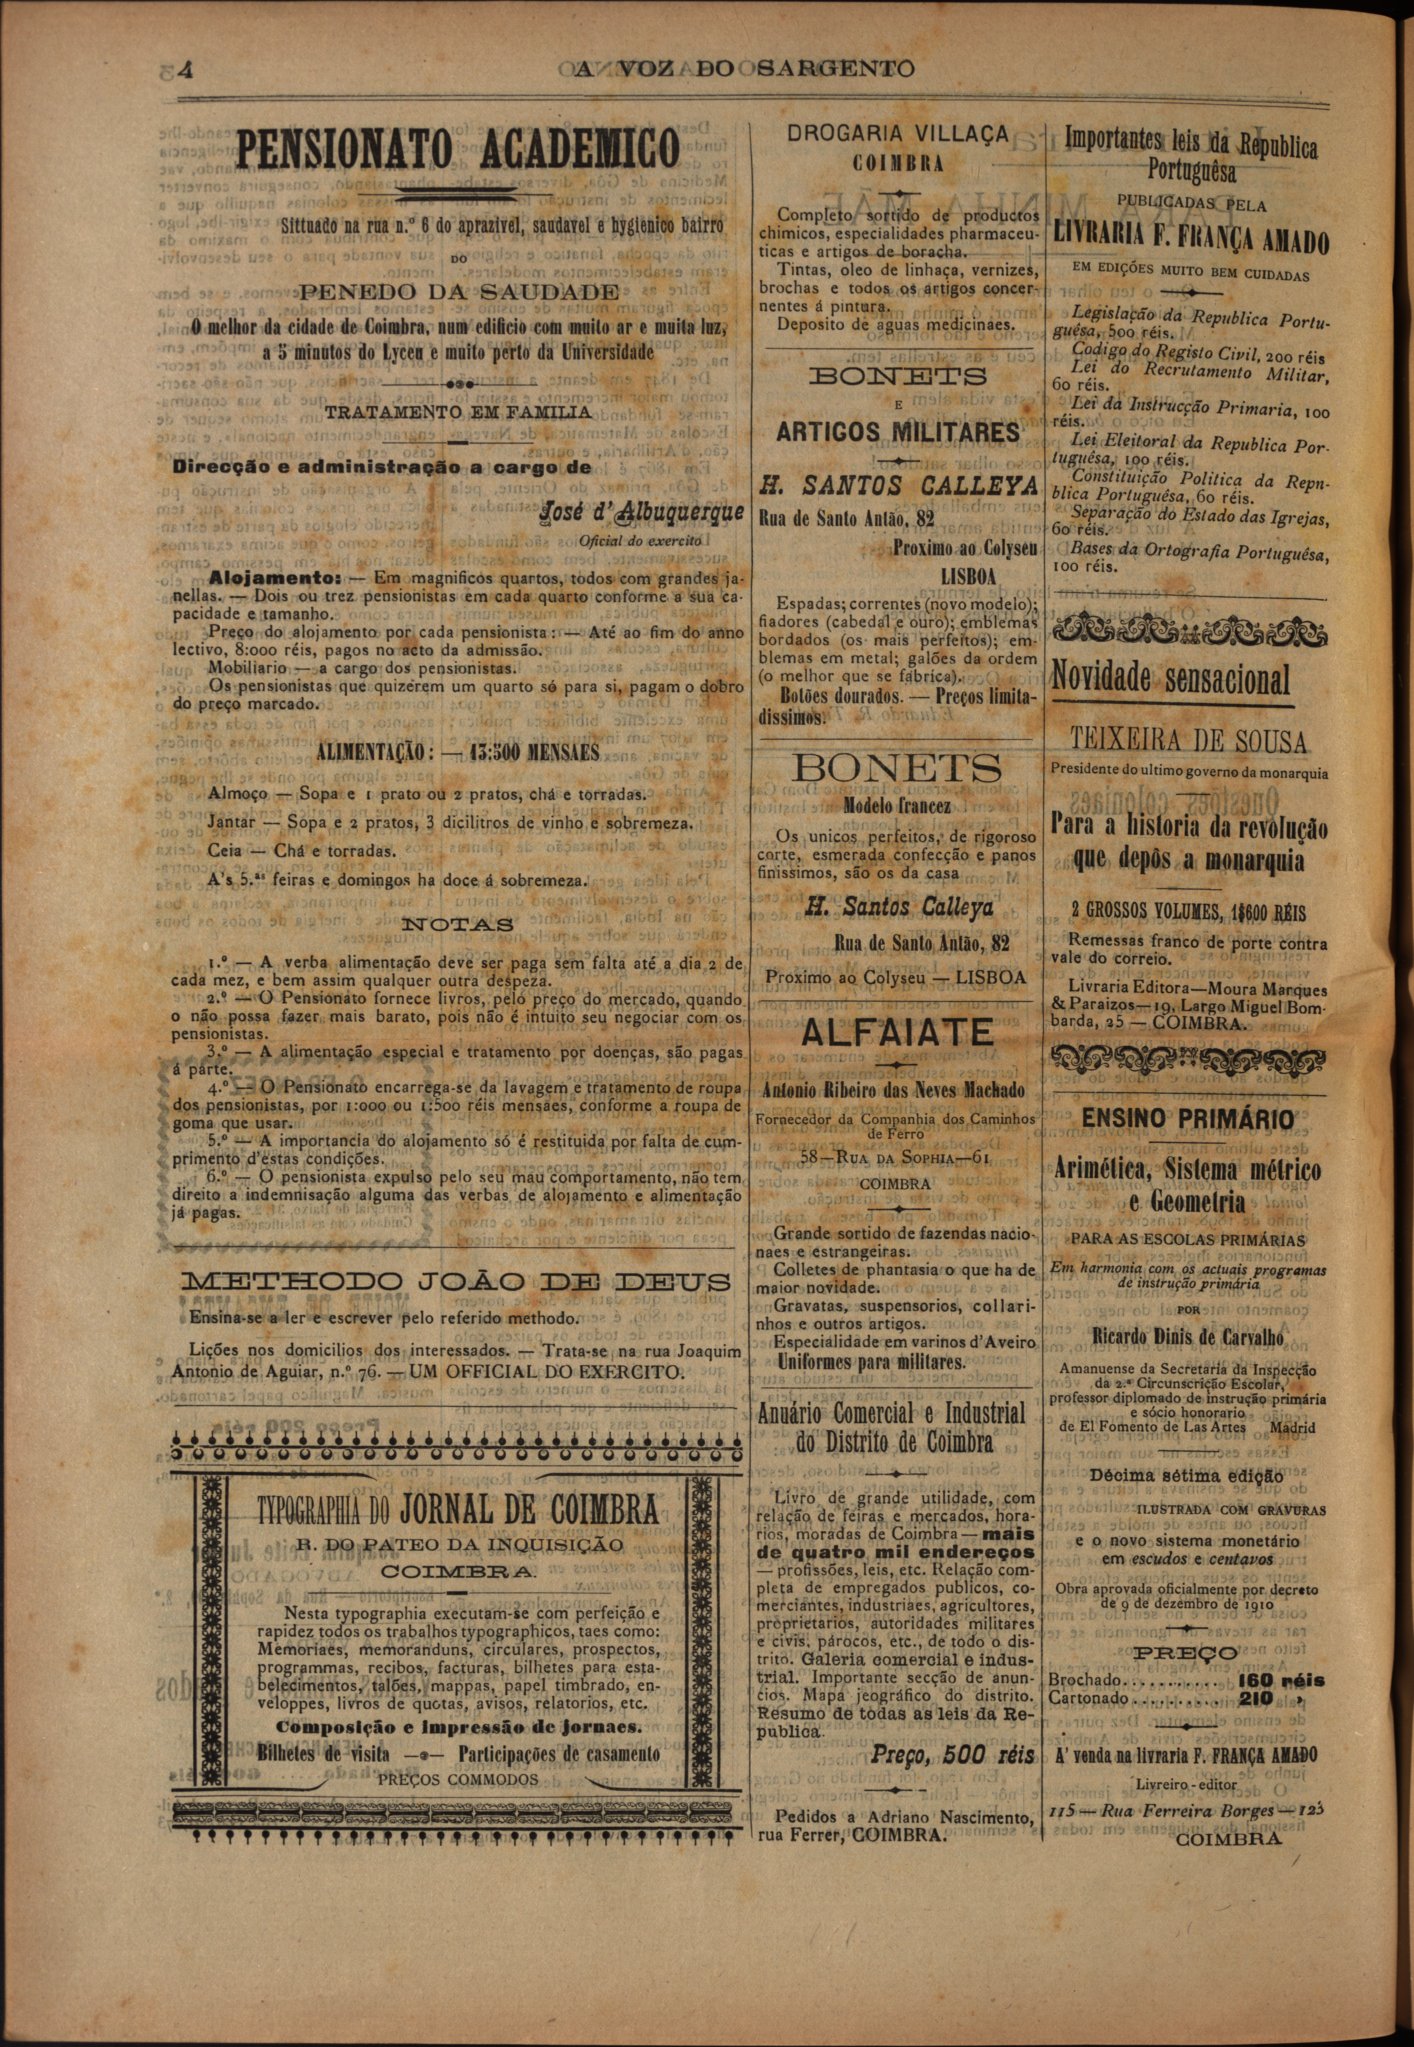 4
A VOZ DO SARGENTO
PENSIONATO ACADEMICO
Sittuado na rua n.º 6 do aprazivel, saudavel e hygienico bairro
DO
PENEDO DA SAUDADE
O melhor da cidade de Coimbra, num edificio com muito ar e muita luz,
a 5 minutos do Lyceu e muito perto da Universidade
TRATAMENTO EM FAMILIA
Direcção e administração a cargo de
José d' Albuquerque
Oficial do exercito
Alojamento: — Em magnificos quartos, todos com grandes ja-
nellas. — Dois ou trez pensionistas em cada quarto conforme a sua ca-
pacidade e tamanho.
Preço do alojamento por cada pensionista: — Até ao fim do anno
lectivo, 8:000 réis, pagos no acto da admissão.
Mobiliario — a cargo dos pensionistas.
Os pensionistas que quizerem um quarto só para si, pagam o dobro
do preço marcado.
ALIMENTAÇÃO: — 13:500 MENSAES
Almoço — Sopa e 1 prato ou 2 pratos, chá e torradas.
Jantar — Sopa e 2 pratos, 3 dicilitros de vinho e sobremeza.
Ceia — Chá e torradas.
A's 5.ªs feiras e domingos ha doce á sobremeza.
NOTAS
1.º — A verba alimentação deve ser paga sem falta até a dia 2 de
cada mez, e bem assim qualquer outra despeza.
2.º — O Pensionato fornece livros, pelo preço do mercado, quando
o não possa fazer mais barato, pois não é intuito seu negociar com os
pensionistas.
3.º — A alimentação especial e tratamento por doenças, são pagas
á parte.
4.º — O Pensionato encarrega-se da lavagem e tratamento de roupa
dos pensionistas, por 1:000 ou 1:500 réis mensaes, conforme a roupa de
goma que usar.
5.º — A importancia do alojamento só é restituida por falta de cum-
primento d'estas condições.
6.º — O pensionista expulso pelo seu mau comportamento, não tem
direito a indemnisação alguma das verbas de alojamento e alimentação
já pagas.
METHODO JOÃO DE DEUS
Ensina-se a ler e escrever pelo referido methodo.
Lições nos domicilios dos interessados. — Trata-se na rua Joaquim
Antonio de Aguiar, n.º 76. — UM OFFICIAL DO EXERCITO.
TYPOGRAPHIA DO JORNAL DE COIMBRA
R. DO PATEO DA INQUISIÇÃO
COIMBRA
Nesta typographia executam-se com perfeição e
rapidez todos os trabalhos typographicos, taes como:
Memoriaes, memoranduns, circulares, prospectos,
programmas, recibos, facturas, bilhetes para esta-
belecimentos, talões, mappas, papel timbrado, en-
veloppes, livros de quotas, avisos, relatorios, etc.
Composição e impressão de jornaes.
Bilhetes de visita — Participações de casamento
PREÇOS COMMODOS
DROGARIA VILLAÇA
COIMBRA
Completo sortido de productos
chimicos, especialidades pharmaceu-
ticas e artigos de boracha.
Tintas, oleo de linhaça, vernizes,
brochas e todos os artigos concer-
nentes á pintura.
Deposito de aguas medicinaes.
BONETS
E
ARTIGOS MILITARES
H. SANTOS CALLEYA
Rua de Santo Antão, 82
Proximo ao Colyseu
LISBOA
Espadas; correntes (novo modelo);
fiadores (cabedal e ouro); emblemas
bordados (os mais perfeitos); em-
blemas em metal; galões da ordem
(o melhor que se fabrica).
Botões dourados. — Preços limita-
dissimos.
BONETS
Modelo francez
Os unicos perfeitos, de rigoroso
corte, esmerada confecção e panos
finissimos, são os da casa
H. Santos Calleya
Rua de Santo Antão, 82
Proximo ao Colyseu — LISBOA
ALFAIATE
Antonio Ribeiro das Neves Machado
Fornecedor da Companhia dos Caminhos
de Ferro
58—RUA DA SOPHIA—61
COIMBRA
Grande sortido de fazendas nacio-
naes e estrangeiras.
Colletes de phantasia o que ha de
maior novidade.
Gravatas, suspensorios, collari-
nhos e outros artigos.
Especialidade em varinos d'Aveiro
Uniformes para militares.
Anuário Comercial e Industrial
do Distrito de Coimbra
Livro de grande utilidade, com
relação de feiras e mercados, hora-
rios, moradas de Coimbra — mais
de quatro mil endereços
— profissões, leis, etc. Relação com-
pleta de empregados publicos, co-
merciantes, industriaes, agricultores,
proprietarios, autoridades militares
e civis, párocos, etc., de todo o dis-
trito. Galeria comercial e indus-
trial. Importante secção de anun-
cios. Mapa jeográfico do distrito.
Resumo de todas as leis da Re-
publica.
Preço, 500 réis
Pedidos a Adriano Nascimento,
rua Ferrer, COIMBRA.
Importantes leis da Republica
Portuguêsa
PUBLICADAS PELA
LIVRARIA F. FRANÇA AMADO
EM EDIÇÕES MUITO BEM CUIDADAS
Legislação da Republica Portu-
guésa, 500 réis.
Codigo do Registo Civil, 200 réis
Lei do Recrutamento Militar,
60 réis.
Lei da Instrucção Primaria, 100
réis.
Lei Eleitoral da Republica Por-
tuguésa, 100 réis.
Constituição Politica da Repn-
blica Portuguésa, 60 réis.
Separação do Estado das Igrejas,
60 réis.
Bases da Ortografia Portuguésa,
100 réis.
Novidade sensacional
TEIXEIRA DE SOUSA
Presidente do ultimo governo da monarquia
Para a historia da revolução
que depôs a monarquia
2 GROSSOS VOLUMES, 1$600 RÉIS
Remessas franco de porte contra
vale do correio.
Livraria Editora—Moura Marques
& Paraizos—19, Largo Miguel Bom-
barda, 25 — COIMBRA.
ENSINO PRIMÁRIO
Arimética, Sistema métrico
e Geometria
PARA AS ESCOLAS PRIMÁRIAS
Em harmonia com os actuais programas
de instrução primária
POR
Ricardo Dinis de Carvalho
Amanuense da Secretaria da Inspecção
da 2.ª Circunscrição Escolar,
professor diplomado de instrução primária
e sócio honorario
de El Fomento de Las Artes Madrid
Décima sétima edição
ILUSTRADA COM GRAVURAS
e o novo sistema monetário
em escudos e centavos
Obra aprovada oficialmente por decreto
de 9 de dezembro de 1910
PREÇO
Brochado........... 160 réis
Cartonado.......... 210 »
A' venda na livraria F. FRANÇA AMADO
Livreiro-editor
115 — Rua Ferreira Borges — 123
COIMBRA